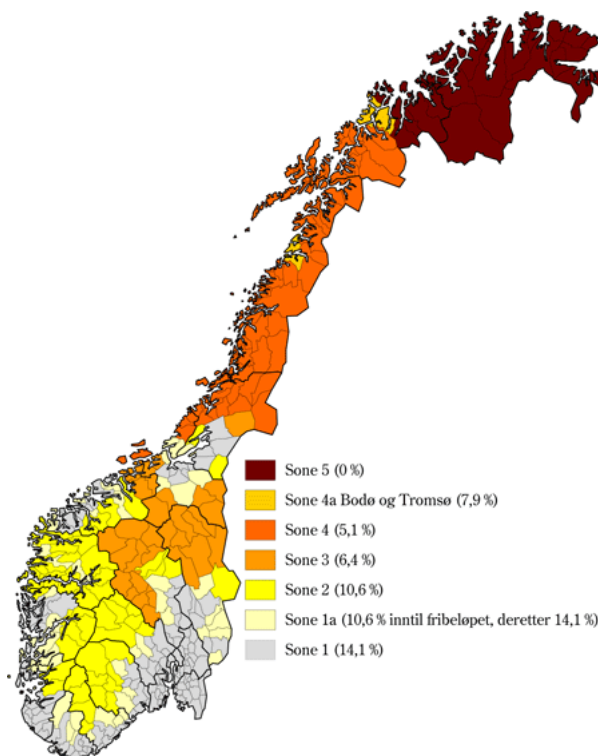 Sone 5 (0 %)
Sone 4a Bodø og Tromsø (7,9 %)
Sone 4 (5,1 %)
Sone 3 (6,4 %)
Sone 2 (10,6 %)
Sone 1a (10,6 % inntil fribeløpet, deretter 14,1 %)
Sone 1 (14,1 %)